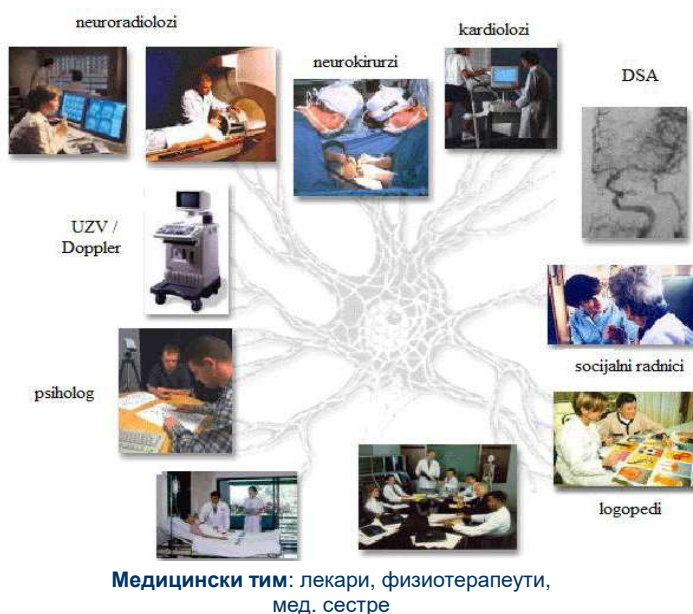 neuroradiolozi
neurokirurzi
kardiolozi
DSA
UZV /
Doppler
socijalni radnici
psiholog
logopedi
Медицински тим: лекари, физиотерапеути,
мед. сестре